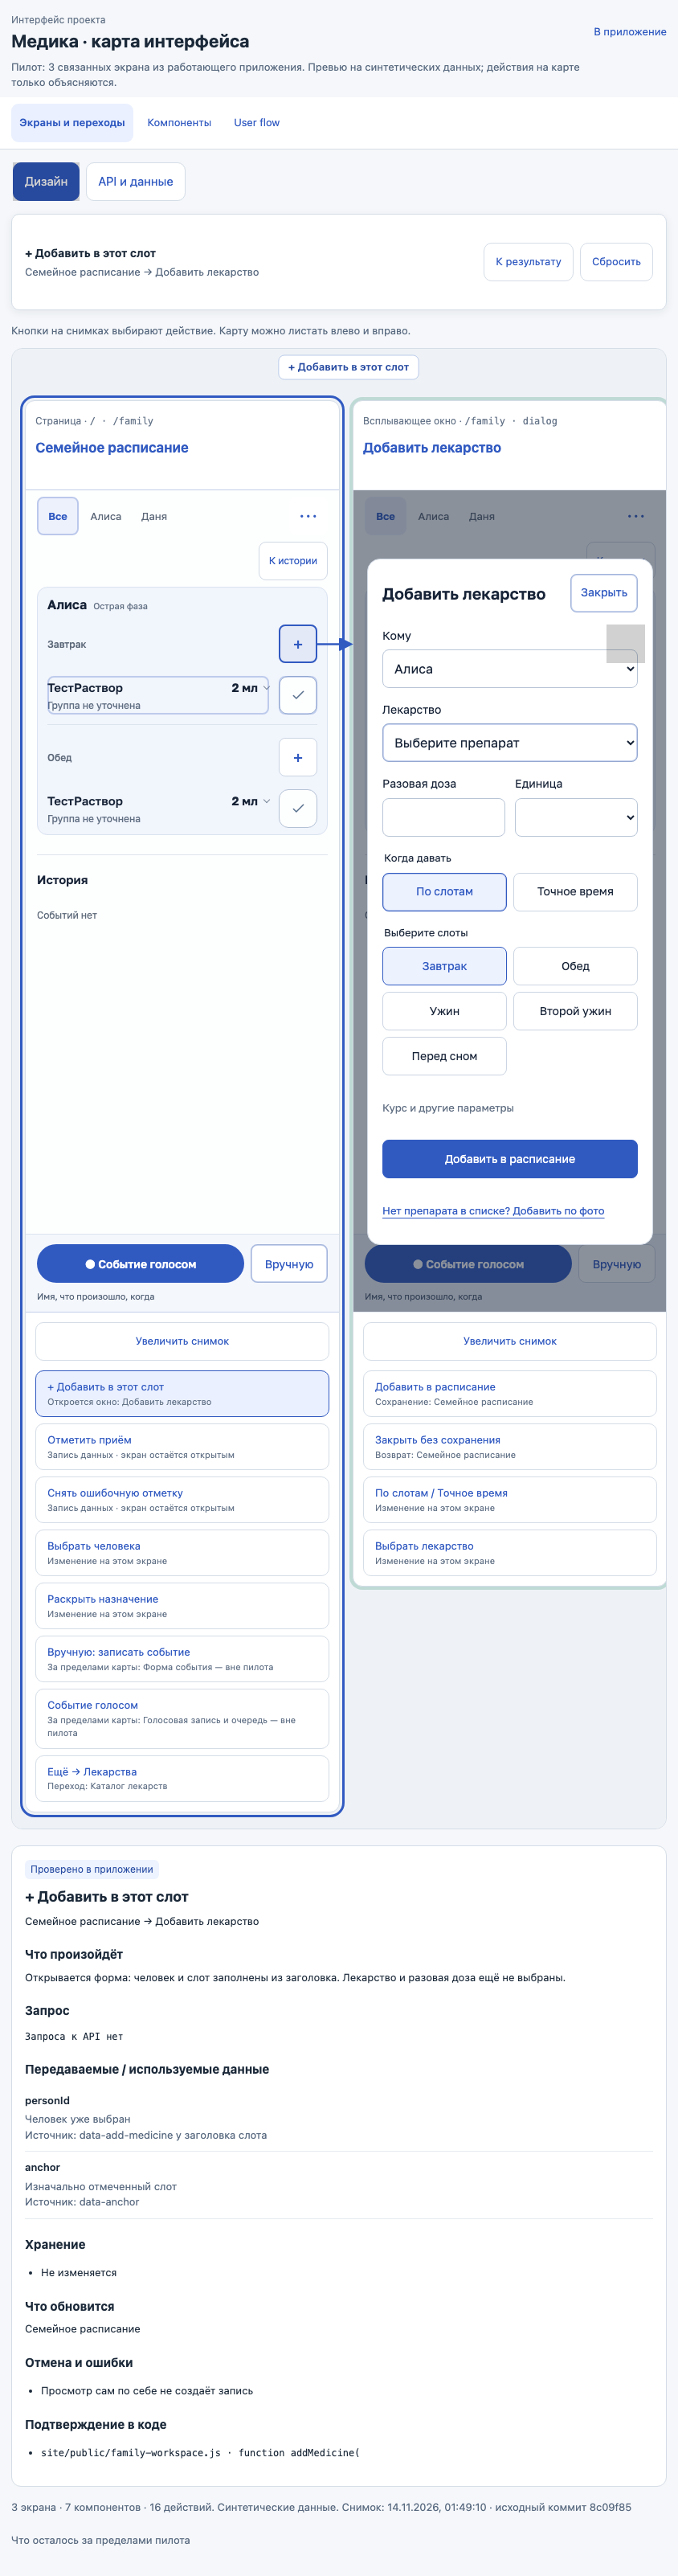 Интерфейс проекта
Медика · карта интерфейса
В приложение
Пилот: 3 связанных экрана из работающего приложения. Превью на синтетических данных; действия на карте
только объясняются.
Экраны и переходы
Компоненты
User flow
Дизайн
API и данные
+ Добавить в этот слот
Семейное расписание → Добавить лекарство
К результату
Сбросить
Кнопки на снимках выбирают действие. Карту можно листать влево и вправо.
+ Добавить в этот слот
Страница · / · /family
Семейное расписание
Все
Алиса
Даня
К истории
Алиса Острая фаза
Завтрак
+
ТестРаствор
2 мл
Группа не уточнена
Обед
+
ТестРаствор
2 мл
Группа не уточнена
История
Событий нет
Событие голосом
Вручную
Имя, что произошло, когда
Увеличить снимок
+ Добавить в этот слот
Откроется окно: Добавить лекарство
Отметить приём
Запись данных · экран остаётся открытым
Снять ошибочную отметку
Запись данных · экран остаётся открытым
Выбрать человека
Изменение на этом экране
Раскрыть назначение
Изменение на этом экране
Вручную: записать событие
За пределами карты: Форма события — вне пилота
Событие голосом
За пределами карты: Голосовая запись и очередь — вне
пилота
Ещё → Лекарства
Переход: Каталог лекарств
Всплывающее окно · /family · dialog
Добавить лекарство
Все
Алиса
Даня
Добавить лекарство
Закрыть
Кому
Алиса
Лекарство
Выберите препарат
Разовая доза
Единица
Когда давать
По слотам
Точное время
Выберите слоты
Завтрак
Обед
Ужин
Второй ужин
Перед сном
Курс и другие параметры
Добавить в расписание
Нет препарата в списке? Добавить по фото
Событие голосом
Вручную
Имя, что произошло, когда
Увеличить снимок
Добавить в расписание
Сохранение: Семейное расписание
Закрыть без сохранения
Возврат: Семейное расписание
По слотам / Точное время
Изменение на этом экране
Выбрать лекарство
Изменение на этом экране
Проверено в приложении
+ Добавить в этот слот
Семейное расписание → Добавить лекарство
Что произойдёт
Открывается форма: человек и слот заполнены из заголовка. Лекарство и разовая доза ещё не выбраны.
Запрос
Запроса к API нет
Передаваемые / используемые данные
personId
Человек уже выбран
Источник: data-add-medicine у заголовка слота
anchor
Изначально отмеченный слот
Источник: data-anchor
Хранение
• Не изменяется
Что обновится
Семейное расписание
Отмена и ошибки
• Просмотр сам по себе не создаёт запись
Подтверждение в коде
• site/public/family-workspace.js · function addMedicine(
3 экрана · 7 компонентов · 16 действий. Синтетические данные. Снимок: 14.11.2026, 01:49:10 · исходный коммит 8c09f85
Что осталось за пределами пилота